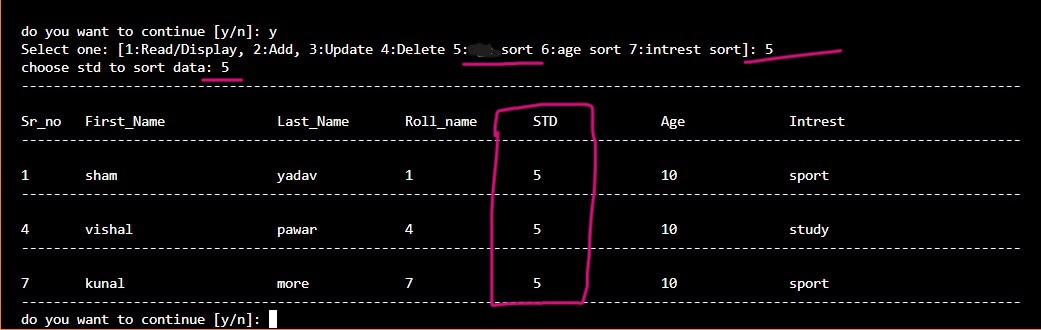 do you want to continue [y/n]: y
Select one: [1:Read/Display, 2:Add, 3:Update 4:Delete 5: sort 6:age sort 7:intrest sort]: 5
choose std to sort data: 5
Sr_no First_Name Last_Name Roll_name STD Age Intrest
1 sham yadav 1 5 10 sport
4 vishal pawar 4 5 10 study
7 kunal more 7 5 10 sport
do you want to continue [y/n]: